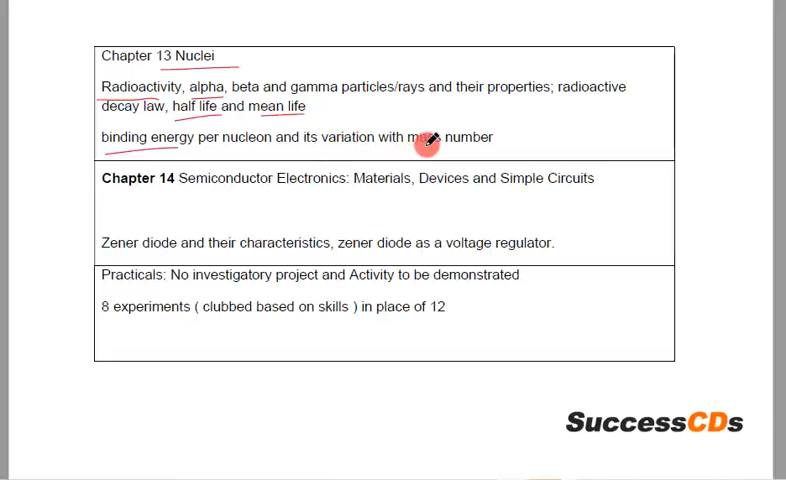 Chapter 13 Nuclei
Radioactivity, alpha, beta and gamma particles/rays and their properties; radioactive
decay law, half life and mean life
binding energy per nucleon and its variation with mass number
Chapter 14 Semiconductor Electronics: Materials, Devices and Simple Circuits
Zener diode and their characteristics, zener diode as a voltage regulator.
Practicals: No investigatory project and Activity to be demonstrated
8 experiments ( clubbed based on skills ) in place of 12
SuccessCDs